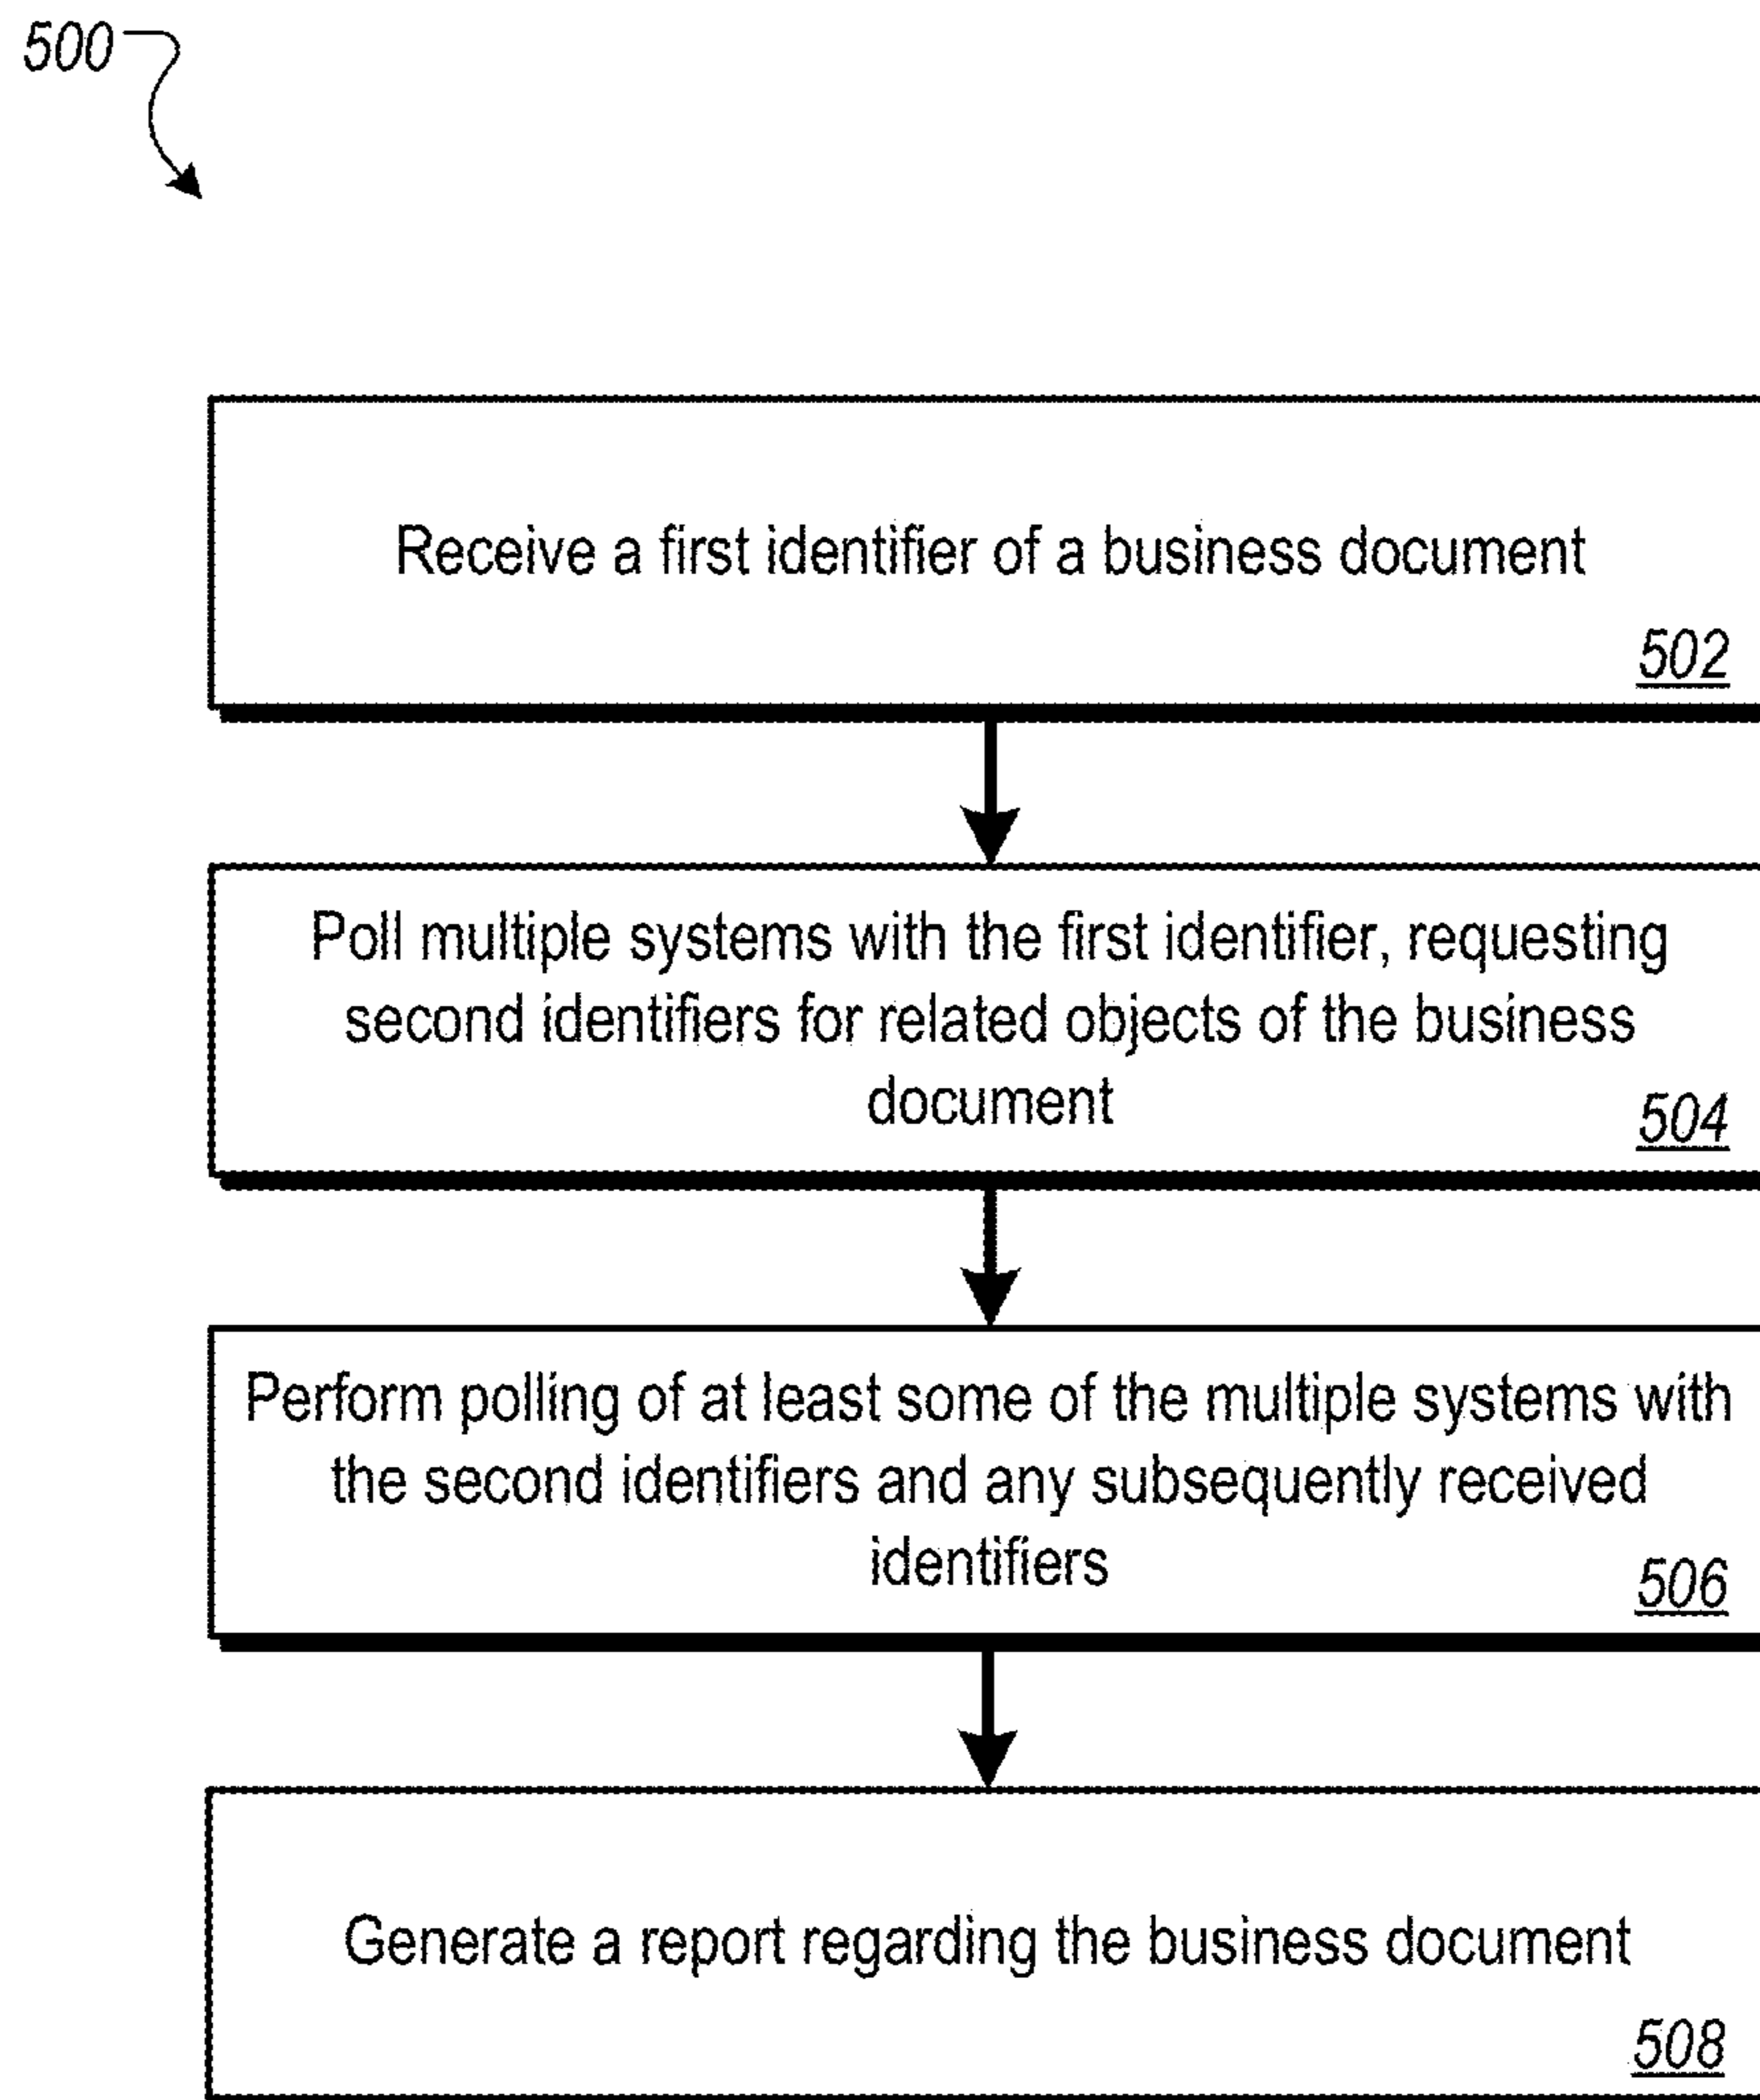 500
Receive a first identifier of a business document
502
Poll multiple systems with the first identifier, requesting
second identifiers for related objects of the business
document
504
Perform polling of at least some of the multiple systems with
the second identifiers and any subsequently received
identifiers
506
Generate a report regarding the business document
508